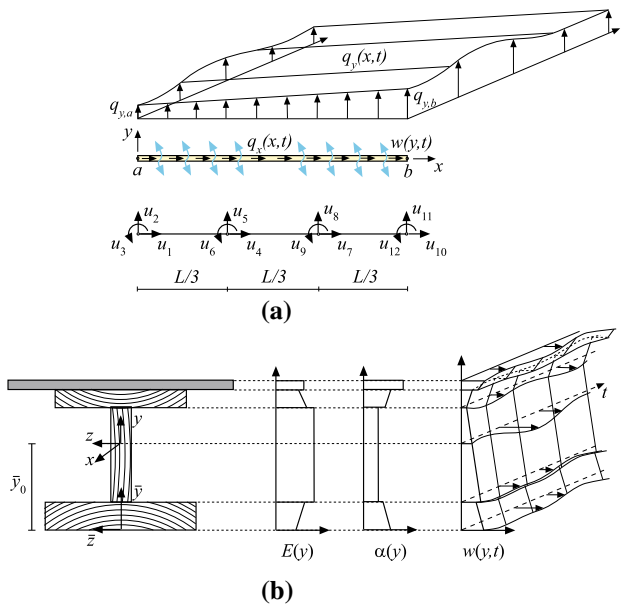 q_y(x,t)
q_{y,a}
q_{y,b}
y
q_x(x,t)
w(y,t)
x
a
b
u_2
u_5
u_8
u_11
u_3
u_1
u_6
u_4
u_9
u_7
u_12
u_10
L/3
L/3
L/3
(a)
y
z
x
t
ȳ_0
ȳ
z̄
E(y)
α(y)
w(y,t)
(b)